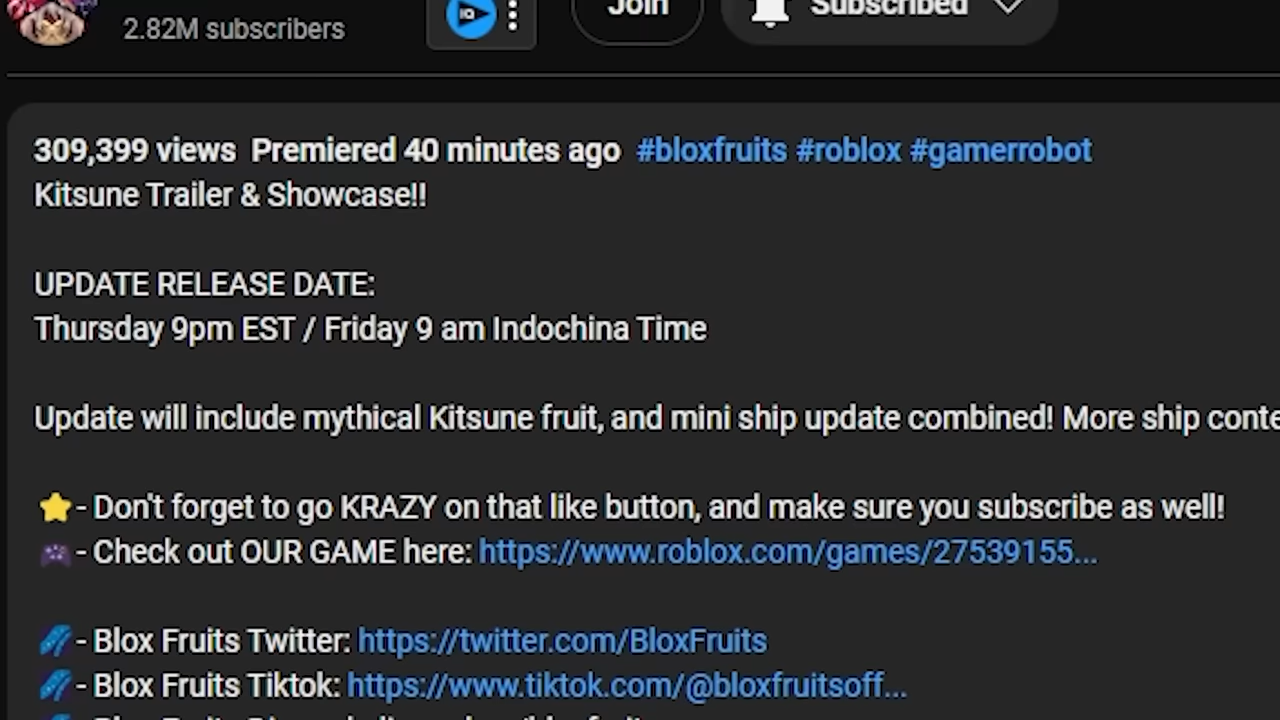 Join
Subscribed
2.82M subscribers
IQ
309,399 views Premiered 40 minutes ago #bloxfruits #roblox #gamerrobot
Kitsune Trailer & Showcase!!
UPDATE RELEASE DATE:
Thursday 9pm EST / Friday 9 am Indochina Time
Update will include mythical Kitsune fruit, and mini ship update combined! More ship conte
⭐- Don't forget to go KRAZY on that like button, and make sure you subscribe as well!
🎮- Check out OUR GAME here: https://www.roblox.com/games/27539155...
- Blox Fruits Twitter: https://twitter.com/BloxFruits
- Blox Fruits Tiktok: https://www.tiktok.com/@bloxfruitsoff...